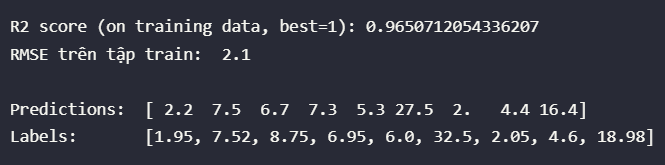 R2 score (on training data, best=1): 0.9650712054336207
RMSE trên tập train:  2.1
Predictions:  [ 2.2  7.5  6.7  7.3  5.3 27.5  2.   4.4 16.4]
Labels:       [1.95, 7.52, 8.75, 6.95, 6.0, 32.5, 2.05, 4.6, 18.98]